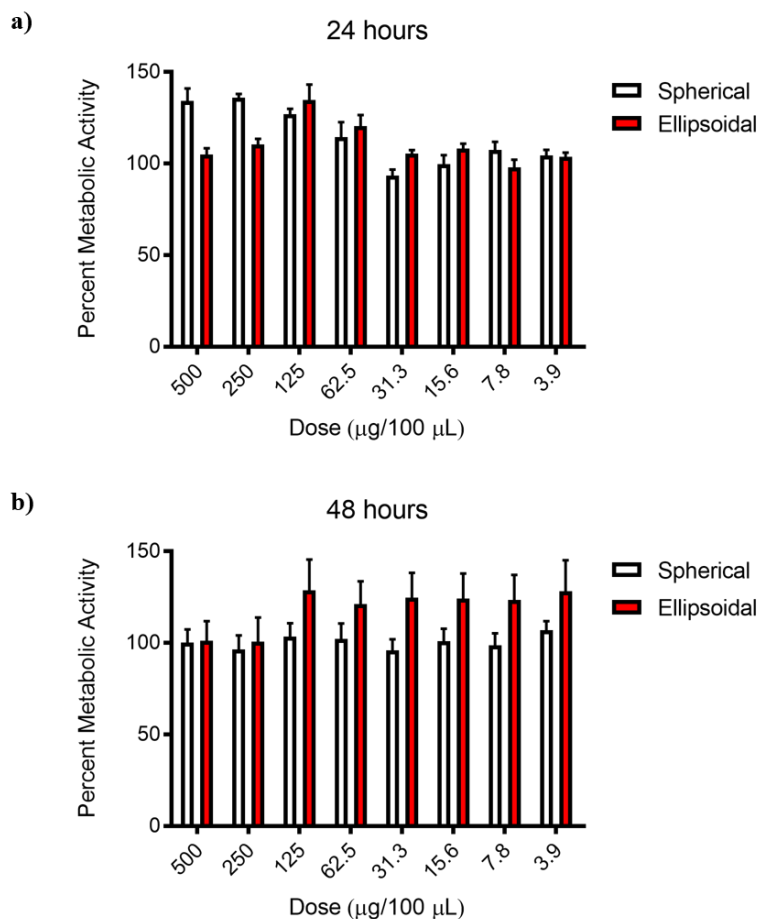 a)
24 hours
150
100
50
0
Percent Metabolic Activity
500 250 125 62.5 31.3 15.6 7.8 3.9
Dose (μg/100 μL)
Spherical
Ellipsoidal
b)
48 hours
150
100
50
0
Percent Metabolic Activity
500 250 125 62.5 31.3 15.6 7.8 3.9
Dose (μg/100 μL)
Spherical
Ellipsoidal